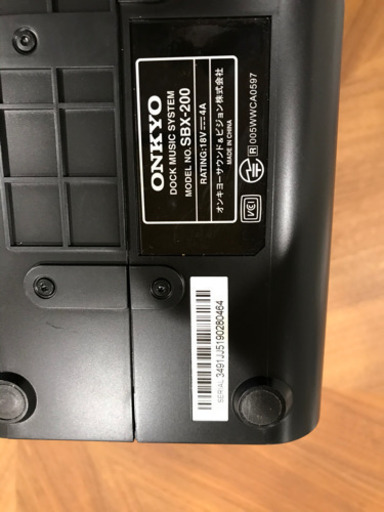 ONKYO
DOCK MUSIC SYSTEM
MODEL NO. SBX-200
RATING:18V⎓4A
オンキヨーサウンド&ビジョン株式会社
MADE IN CHINA
R 005WWCA0597
VCCI
SERIAL 3491JJ5190280464